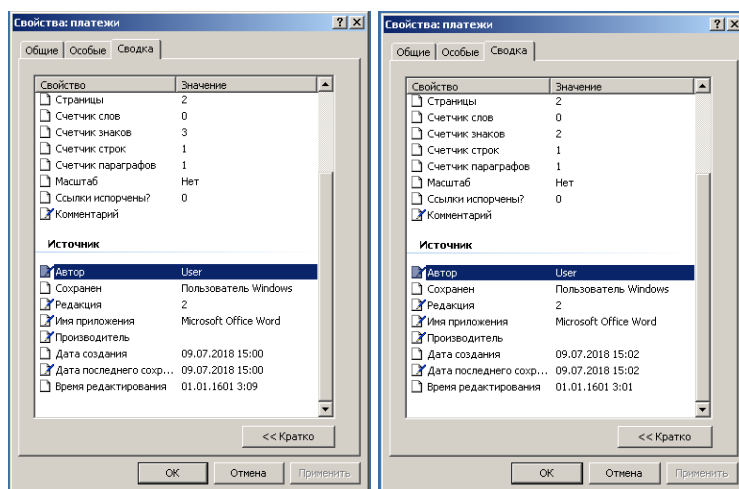 Свойства: платежи
Общие Особые Сводка
Свойство Значение
Страницы 2
Счетчик слов 0
Счетчик знаков 3
Счетчик строк 1
Счетчик параграфов 1
Масштаб Нет
Ссылки испорчены? 0
Комментарий
Источник
Автор User
Сохранен Пользователь Windows
Редакция 2
Имя приложения Microsoft Office Word
Производитель
Дата создания 09.07.2018 15:00
Дата последнего сохр... 09.07.2018 15:00
Время редактирования 01.01.1601 3:09
<< Кратко
ОК Отмена Применить
Свойства: платежи
Общие Особые Сводка
Свойство Значение
Страницы 2
Счетчик слов 0
Счетчик знаков 2
Счетчик строк 1
Счетчик параграфов 1
Масштаб Нет
Ссылки испорчены? 0
Комментарий
Источник
Автор User
Сохранен Пользователь Windows
Редакция 2
Имя приложения Microsoft Office Word
Производитель
Дата создания 09.07.2018 15:02
Дата последнего сохр... 09.07.2018 15:02
Время редактирования 01.01.1601 3:01
<< Кратко
ОК Отмена Применить